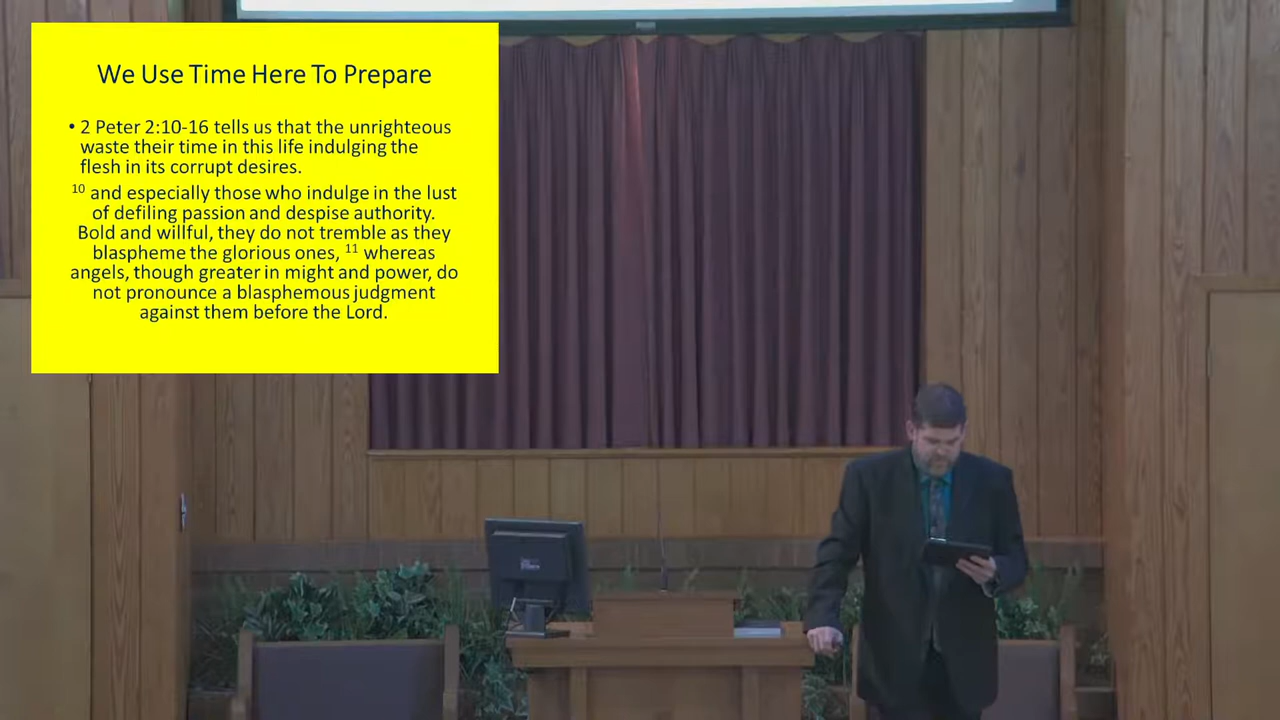 We Use Time Here To Prepare
• 2 Peter 2:10-16 tells us that the unrighteous
waste their time in this life indulging the
flesh in its corrupt desires.
10 and especially those who indulge in the lust
of defiling passion and despise authority.
Bold and willful, they do not tremble as they
blaspheme the glorious ones, 11 whereas
angels, though greater in might and power, do
not pronounce a blasphemous judgment
against them before the Lord.